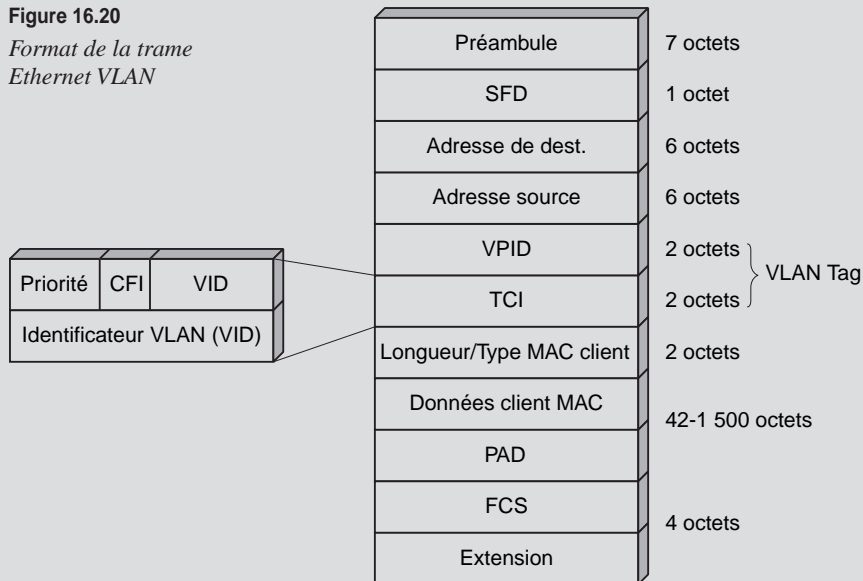 Figure 16.20
Format de la trame
Ethernet VLAN
Préambule
7 octets
SFD
1 octet
Adresse de dest.
6 octets
Adresse source
6 octets
VPID
2 octets
TCI
2 octets
VLAN Tag
Priorité
CFI
VID
Identificateur VLAN (VID)
Longueur/Type MAC client
2 octets
Données client MAC
42-1 500 octets
PAD
FCS
4 octets
Extension